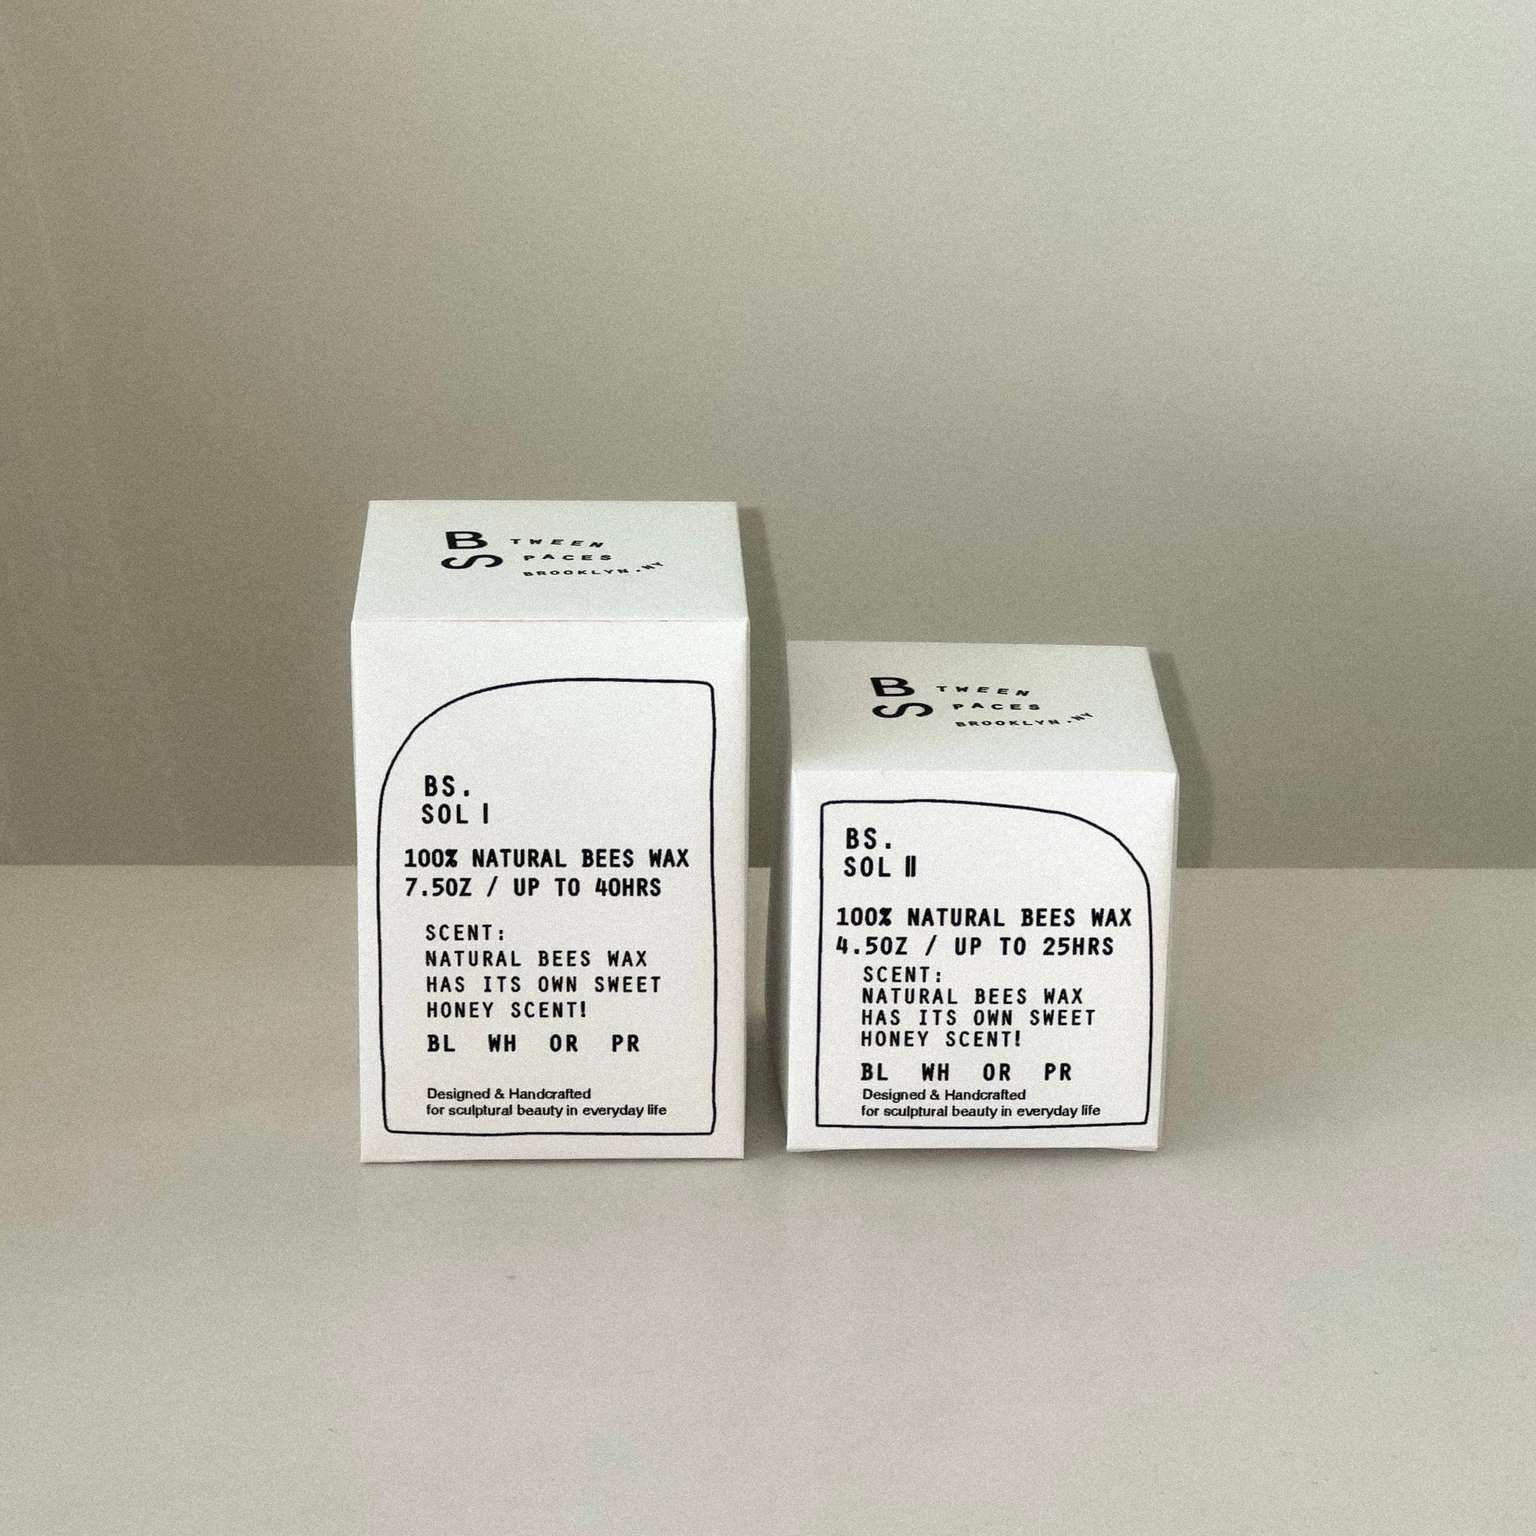 B TWEEN
S PACES
BROOKLYN.NY
BS.
SOL I
100% NATURAL BEES WAX
7.5OZ / UP TO 40HRS
SCENT:
NATURAL BEES WAX
HAS ITS OWN SWEET
HONEY SCENT!
BL WH OR PR
Designed & Handcrafted
for sculptural beauty in everyday life
B TWEEN
S PACES
BROOKLYN.NY
BS.
SOL II
100% NATURAL BEES WAX
4.5OZ / UP TO 25HRS
SCENT:
NATURAL BEES WAX
HAS ITS OWN SWEET
HONEY SCENT!
BL WH OR PR
Designed & Handcrafted
for sculptural beauty in everyday life